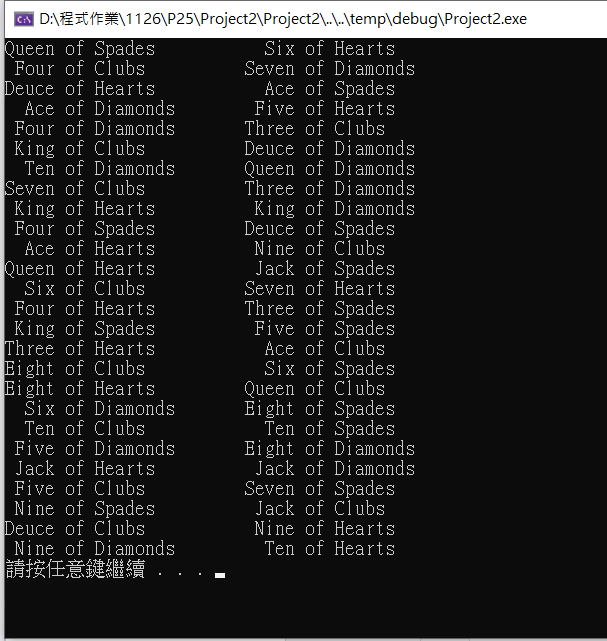 D:\程式作業\1126\P25\Project2\Project2\..\..\temp\debug\Project2.exe
Queen of Spades Six of Hearts
Four of Clubs Seven of Diamonds
Deuce of Hearts Ace of Spades
Ace of Diamonds Five of Hearts
Four of Diamonds Three of Clubs
King of Clubs Deuce of Diamonds
Ten of Diamonds Queen of Diamonds
Seven of Clubs Three of Diamonds
King of Hearts King of Diamonds
Four of Spades Deuce of Spades
Ace of Hearts Nine of Clubs
Queen of Hearts Jack of Spades
Six of Clubs Seven of Hearts
Four of Hearts Three of Spades
King of Spades Five of Spades
Three of Hearts Ace of Clubs
Eight of Clubs Six of Spades
Eight of Hearts Queen of Clubs
Six of Diamonds Eight of Spades
Ten of Clubs Ten of Spades
Five of Diamonds Eight of Diamonds
Jack of Hearts Jack of Diamonds
Five of Clubs Seven of Spades
Nine of Spades Jack of Clubs
Deuce of Clubs Nine of Hearts
Nine of Diamonds Ten of Hearts
請按任意鍵繼續 . . .